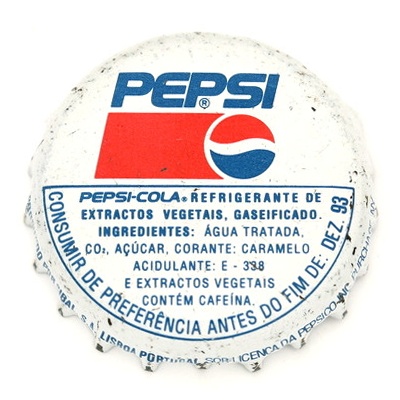 PEPSI®
PEPSI-COLA® REFRIGERANTE DE
EXTRACTOS VEGETAIS, GASEIFICADO.
INGREDIENTES: ÁGUA TRATADA,
CO₂, AÇÚCAR, CORANTE: CARAMELO
ACIDULANTE: E - 338
E EXTRACTOS VEGETAIS
CONTÉM CAFEÍNA.
CONSUMIR DE PREFERÊNCIA ANTES DO FIM DE: DEZ. 93
S.A. LISBOA PORTUGAL SOB LICENÇA DA PEPSICO INC. PURCHASE